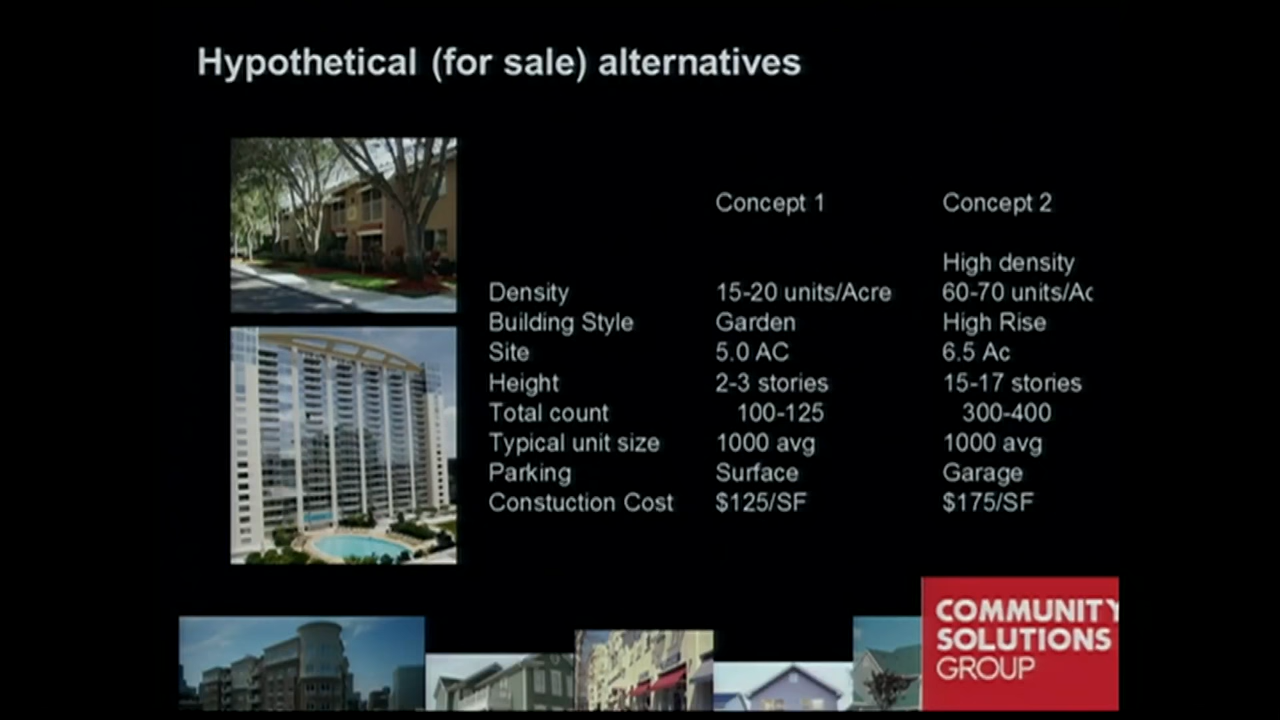 Hypothetical (for sale) alternatives
Concept 1 Concept 2
High density
Density 15-20 units/Acre 60-70 units/Ac
Building Style Garden High Rise
Site 5.0 AC 6.5 Ac
Height 2-3 stories 15-17 stories
Total count 100-125 300-400
Typical unit size 1000 avg 1000 avg
Parking Surface Garage
Constuction Cost $125/SF $175/SF
COMMUNITY
SOLUTIONS
GROUP